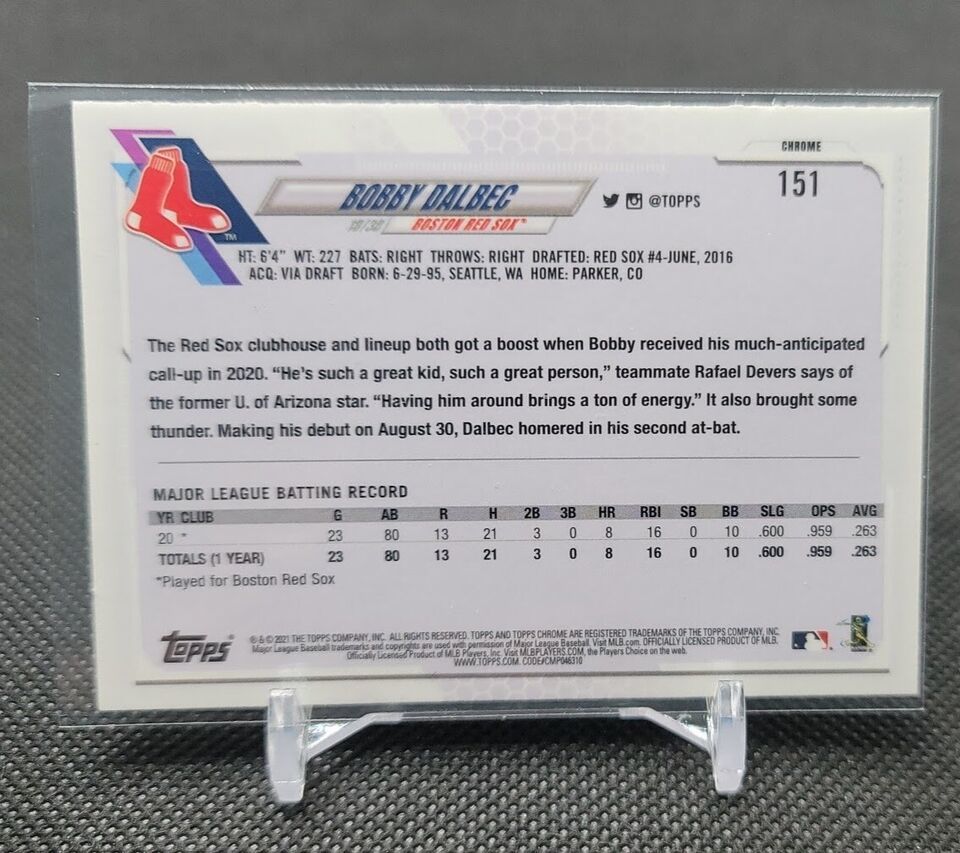 CHROME
151
BOBBY DALBEC
@TOPPS
1B/3B BOSTON RED SOX™
TM
HT: 6'4" WT: 227 BATS: RIGHT THROWS: RIGHT DRAFTED: RED SOX #4-JUNE, 2016
ACQ: VIA DRAFT BORN: 6-29-95, SEATTLE, WA HOME: PARKER, CO
The Red Sox clubhouse and lineup both got a boost when Bobby received his much-anticipated
call-up in 2020. “He’s such a great kid, such a great person,” teammate Rafael Devers says of
the former U. of Arizona star. “Having him around brings a ton of energy.” It also brought some
thunder. Making his debut on August 30, Dalbec homered in his second at-bat.
MAJOR LEAGUE BATTING RECORD
YR CLUB G AB R H 2B 3B HR RBI SB BB SLG OPS AVG
20 * 23 80 13 21 3 0 8 16 0 10 .600 .959 .263
TOTALS (1 YEAR) 23 80 13 21 3 0 8 16 0 10 .600 .959 .263
*Played for Boston Red Sox
TOPPS®
® & © 2021 THE TOPPS COMPANY, INC. ALL RIGHTS RESERVED. TOPPS AND TOPPS CHROME ARE REGISTERED TRADEMARKS OF THE TOPPS COMPANY, INC.
Major League Baseball trademarks and copyrights are used with permission of Major League Baseball. Visit MLB.com. OFFICIALLY LICENSED PRODUCT OF MLB.
Officially Licensed Product of MLB Players, Inc. Visit MLBPLAYERS.COM, the Players Choice on the web.
WWW.TOPPS.COM. CODE#CMP046310